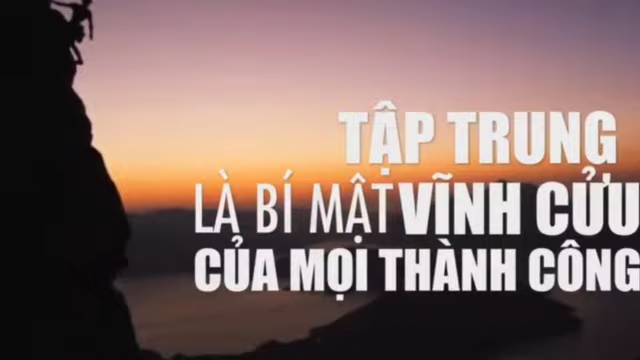 TẬP TRUNG
LÀ BÍ MẬT VĨNH CỬU
CỦA MỌI THÀNH CÔNG